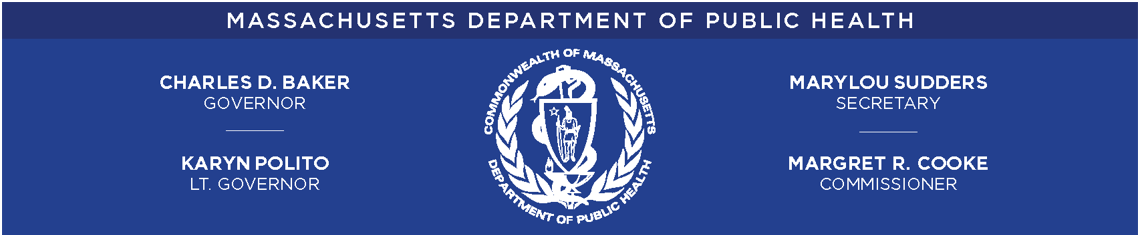 MASSACHUSETTS DEPARTMENT OF PUBLIC HEALTH
CHARLES D. BAKER
GOVERNOR
KARYN POLITO
LT. GOVERNOR
COMMONWEALTH OF MASSACHUSETTS
DEPARTMENT OF PUBLIC HEALTH
MARYLOU SUDDERS
SECRETARY
MARGRET R. COOKE
COMMISSIONER